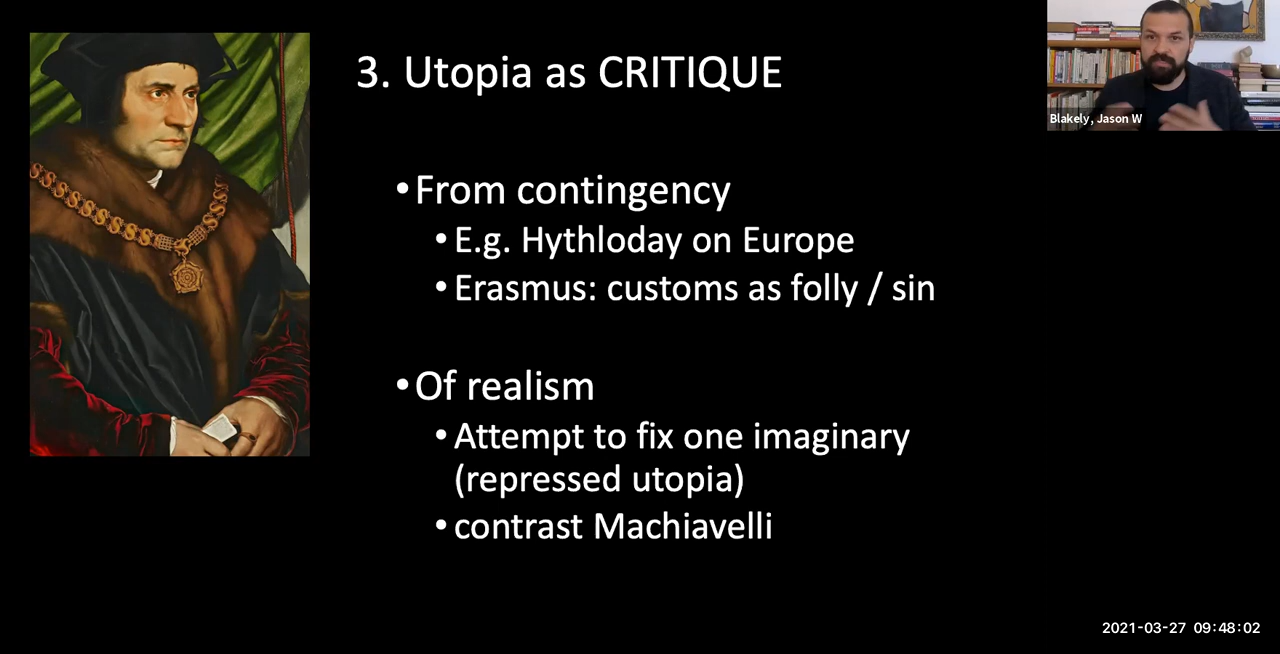 3. Utopia as CRITIQUE
Blakely, Jason W
•From contingency
•E.g. Hythloday on Europe
•Erasmus: customs as folly / sin
•Of realism
•Attempt to fix one imaginary
(repressed utopia)
•contrast Machiavelli
2021-03-27 09:48:02